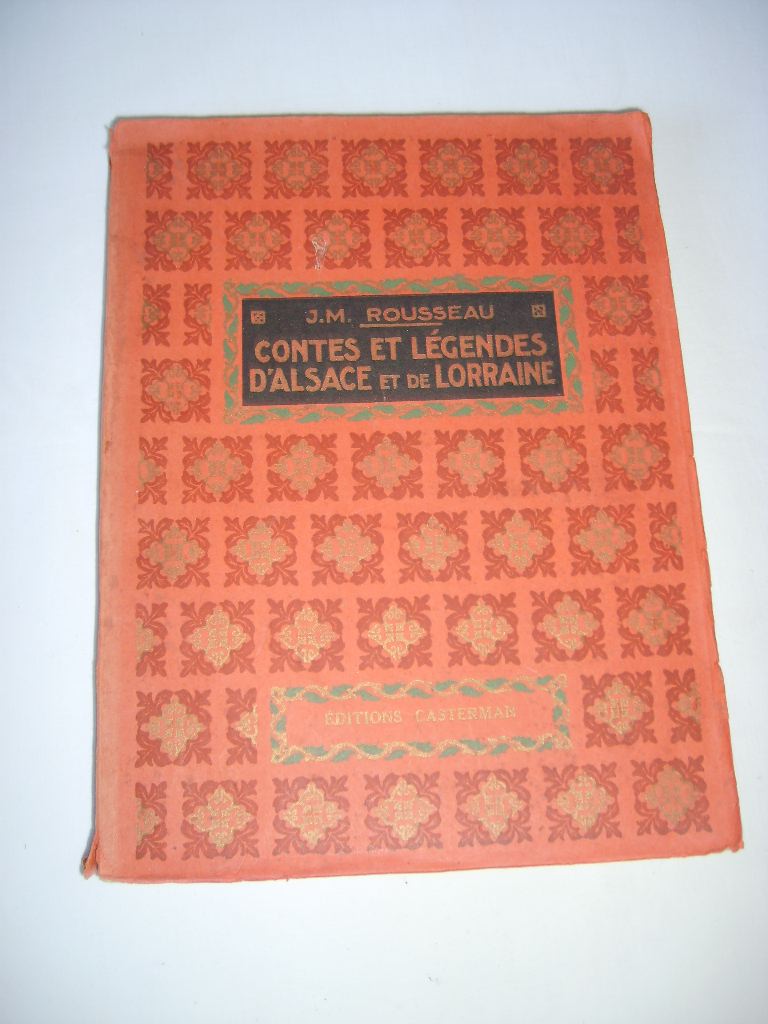 J.M. ROUSSEAU
CONTES ET LÉGENDES
D'ALSACE ET DE LORRAINE
ÉDITIONS CASTERMAN